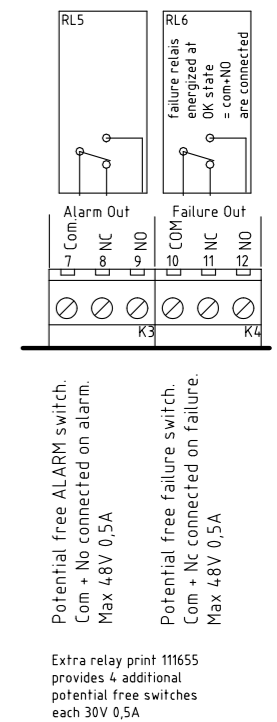 RL5
RL6
failure relais
energized at
OK state
= com+NO
are connected
Alarm Out
Failure Out
Com.
NC
NO
COM
NC
NO
7
8
9
10
11
12
K3
K4
Potential free ALARM switch.
Com + No connected on alarm.
Max 48V 0,5A
Potential free failure switch.
Com + Nc connected on failure.
Max 48V 0,5A
Extra relay print 111655
provides 4 additional
potential free switches
each 30V 0,5A